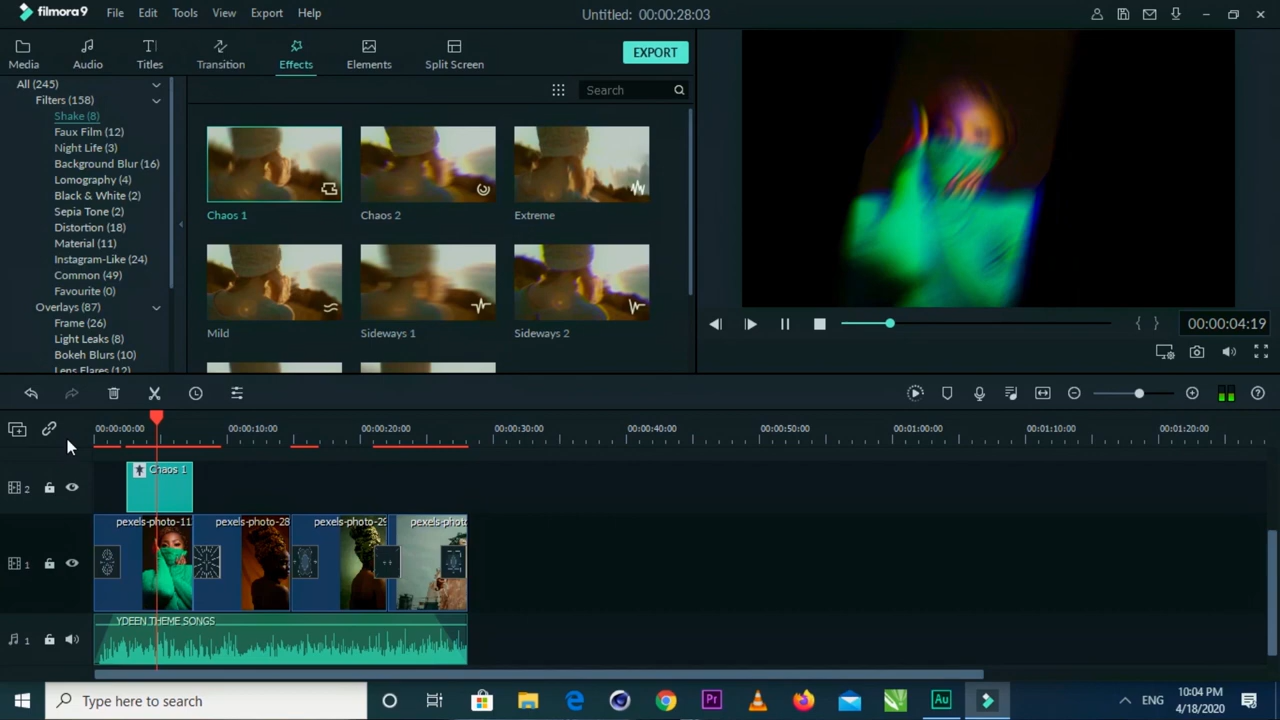 filmora9 File Edit Tools View Export Help Untitled: 00:00:28:03
Media Audio Titles Transition Effects Elements Split Screen EXPORT
All (245)
Filters (158)
Shake (8)
Faux Film (12)
Night Life (3)
Background Blur (16)
Lomography (4)
Black & White (2)
Sepia Tone (2)
Distortion (18)
Material (11)
Instagram-Like (24)
Common (49)
Favourite (0)
Overlays (87)
Frame (26)
Light Leaks (8)
Bokeh Blurs (10)
Lens Flares (12)
Search
Chaos 1 Chaos 2 Extreme
Mild Sideways 1 Sideways 2
00:00:04:19
00:00:00:00 00:00:10:00 00:00:20:00 00:00:30:00 00:00:40:00 00:00:50:00 00:01:00:00 00:01:10:00 00:01:20:00
2 Chaos 1
pexels-photo-11 pexels-photo-28 pexels-photo-29 pexels-phot
1
YDEEN THEME SONGS
1
Type here to search
Pr Au
ENG
10:04 PM
4/18/2020